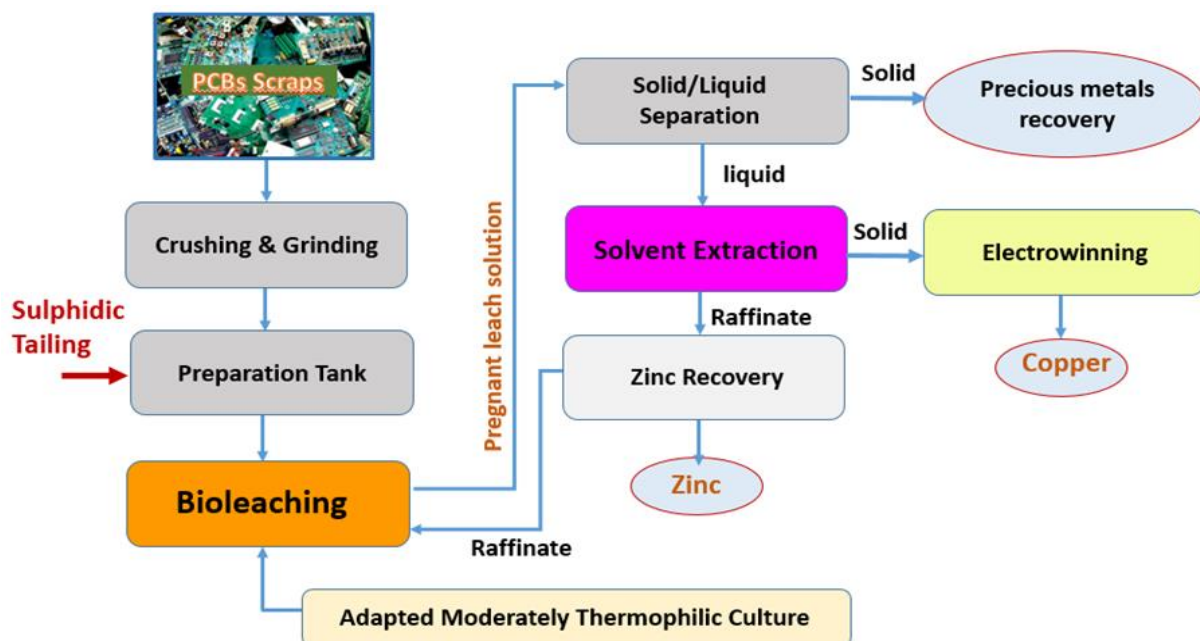 PCBs Scraps
Crushing & Grinding
Sulphidic
Tailing
Preparation Tank
Bioleaching
Pregnant leach solution
Solid/Liquid
Separation
Solid
Precious metals
recovery
liquid
Solvent Extraction
Solid
Electrowinning
Copper
Raffinate
Zinc Recovery
Zinc
Raffinate
Adapted Moderately Thermophilic Culture